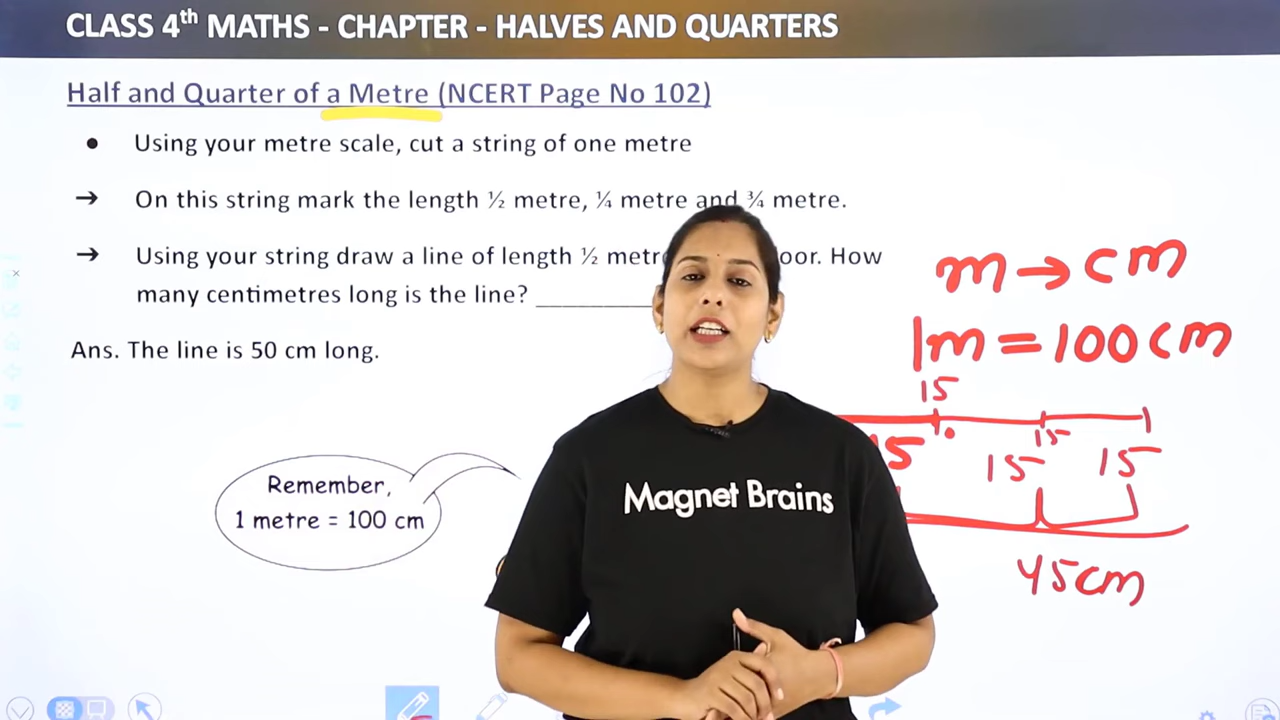 CLASS 4th MATHS - CHAPTER - HALVES AND QUARTERS
Half and Quarter of a Metre (NCERT Page No 102)
● Using your metre scale, cut a string of one metre
→ On this string mark the length ½ metre, ¼ metre and ¾ metre.
→ Using your string draw a line of length ½ How
many centimetres long is the line? __________
Ans. The line is 50 cm long.
m → cm
1m = 100cm
15
15
15
15
15
45cm
Remember,
1 metre = 100 cm
Magnet Brains